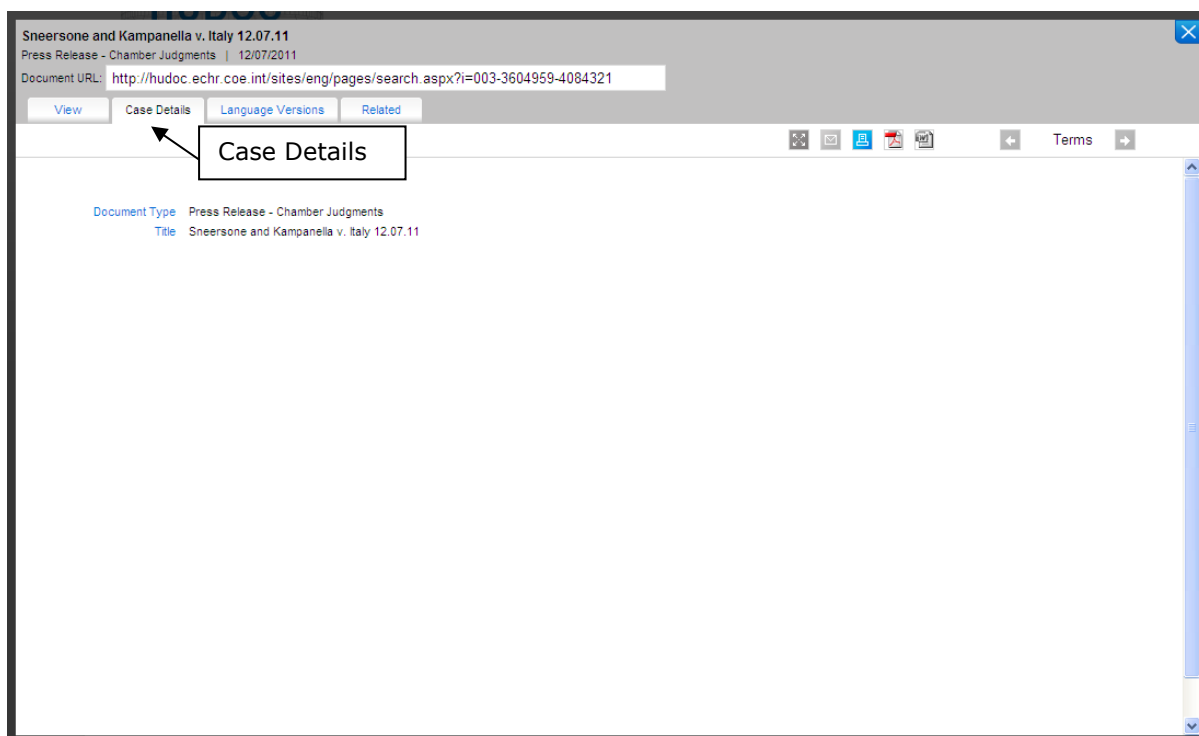 HUDOC
Sneersone and Kampanella v. Italy 12.07.11
Press Release - Chamber Judgments | 12/07/2011
Document URL: http://hudoc.echr.coe.int/sites/eng/pages/search.aspx?i=003-3604959-4084321
View Case Details Language Versions Related
Case Details
Terms
Document Type Press Release - Chamber Judgments
Title Sneersone and Kampanella v. Italy 12.07.11